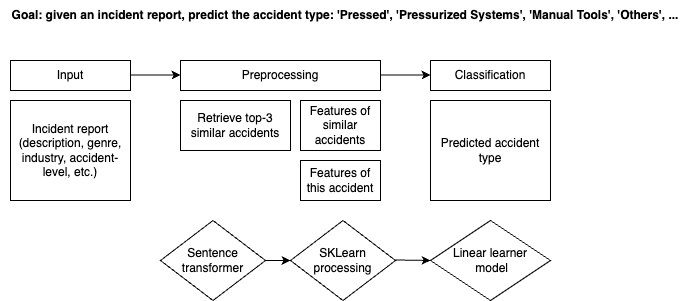 Goal: given an incident report, predict the accident type: 'Pressed', 'Pressurized Systems', 'Manual Tools', 'Others', ...
Input
Preprocessing
Classification
Incident report
(description, genre,
industry, accident-
level, etc.)
Retrieve top-3
similar accidents
Features of
similar
accidents
Features of
this accident
Predicted accident
type
Sentence
transformer
SKLearn
processing
Linear learner
model